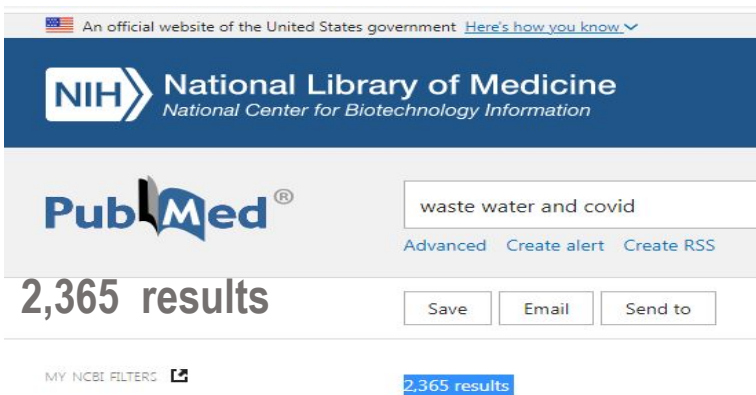 An official website of the United States government Here's how you know
NIH National Library of Medicine
National Center for Biotechnology Information
PubMed®
waste water and covid
Advanced Create alert Create RSS
2,365 results
Save Email Send to
MY NCBI FILTERS
2,365 results